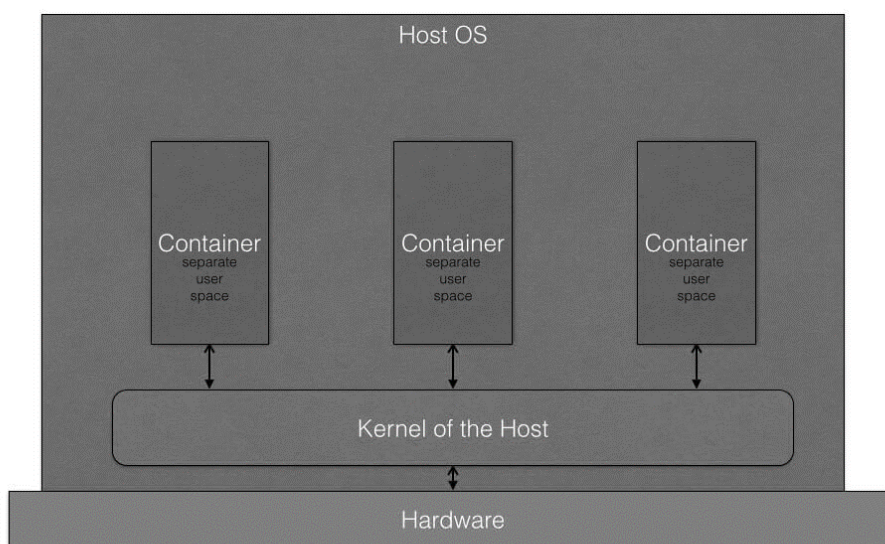 Host OS
Container
separate
user
space
Container
separate
user
space
Container
separate
user
space
Kernel of the Host
Hardware